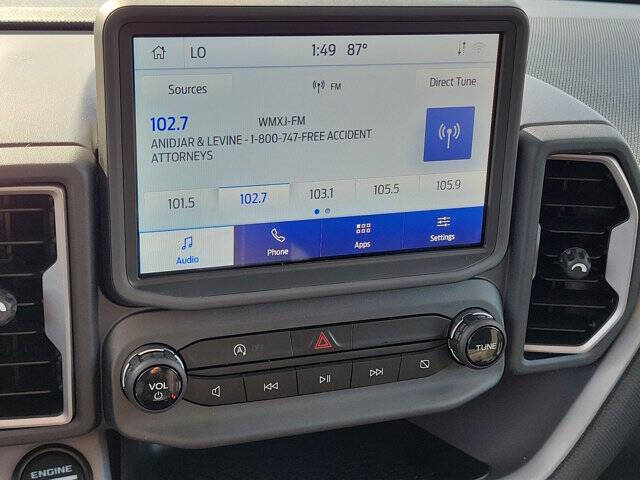 LO 1:49 87°
Sources FM Direct Tune
102.7 WMXJ-FM
ANIDJAR & LEVINE - 1-800-747-FREE ACCIDENT
ATTORNEYS
101.5 102.7 103.1 105.5 105.9
Audio Phone Apps Settings
A OFF
VOL
TUNE
ENGINE